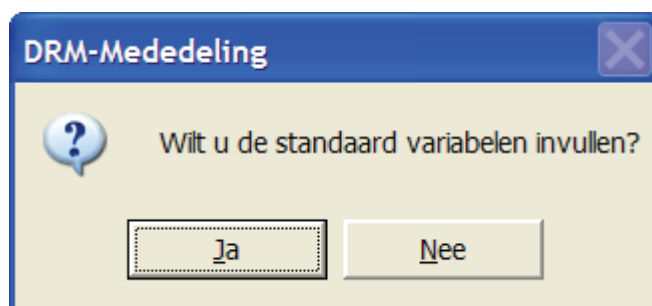 DRM-Mededeling
Wilt u de standaard variabelen invullen?
Ja
Nee